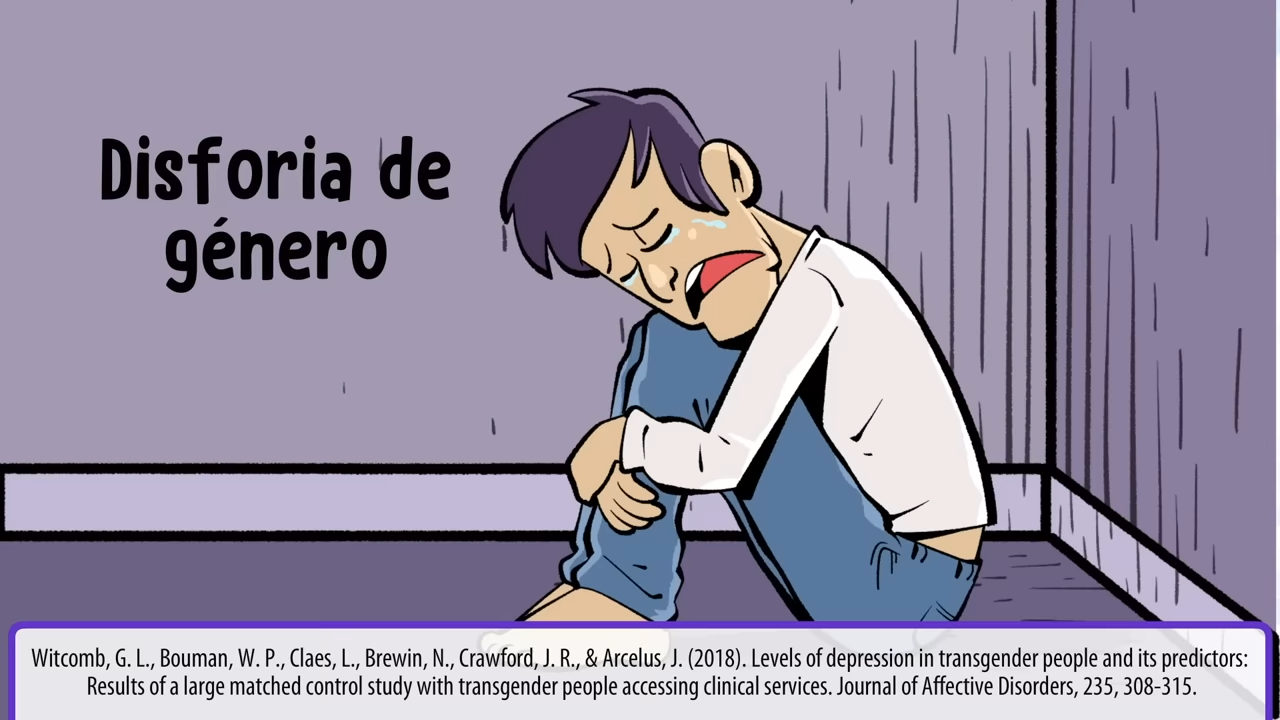 Disforia de
género
Witcomb, G. L., Bouman, W. P., Claes, L., Brewin, N., Crawford, J. R., & Arcelus, J. (2018). Levels of depression in transgender people and its predictors:
Results of a large matched control study with transgender people accessing clinical services. Journal of Affective Disorders, 235, 308-315.